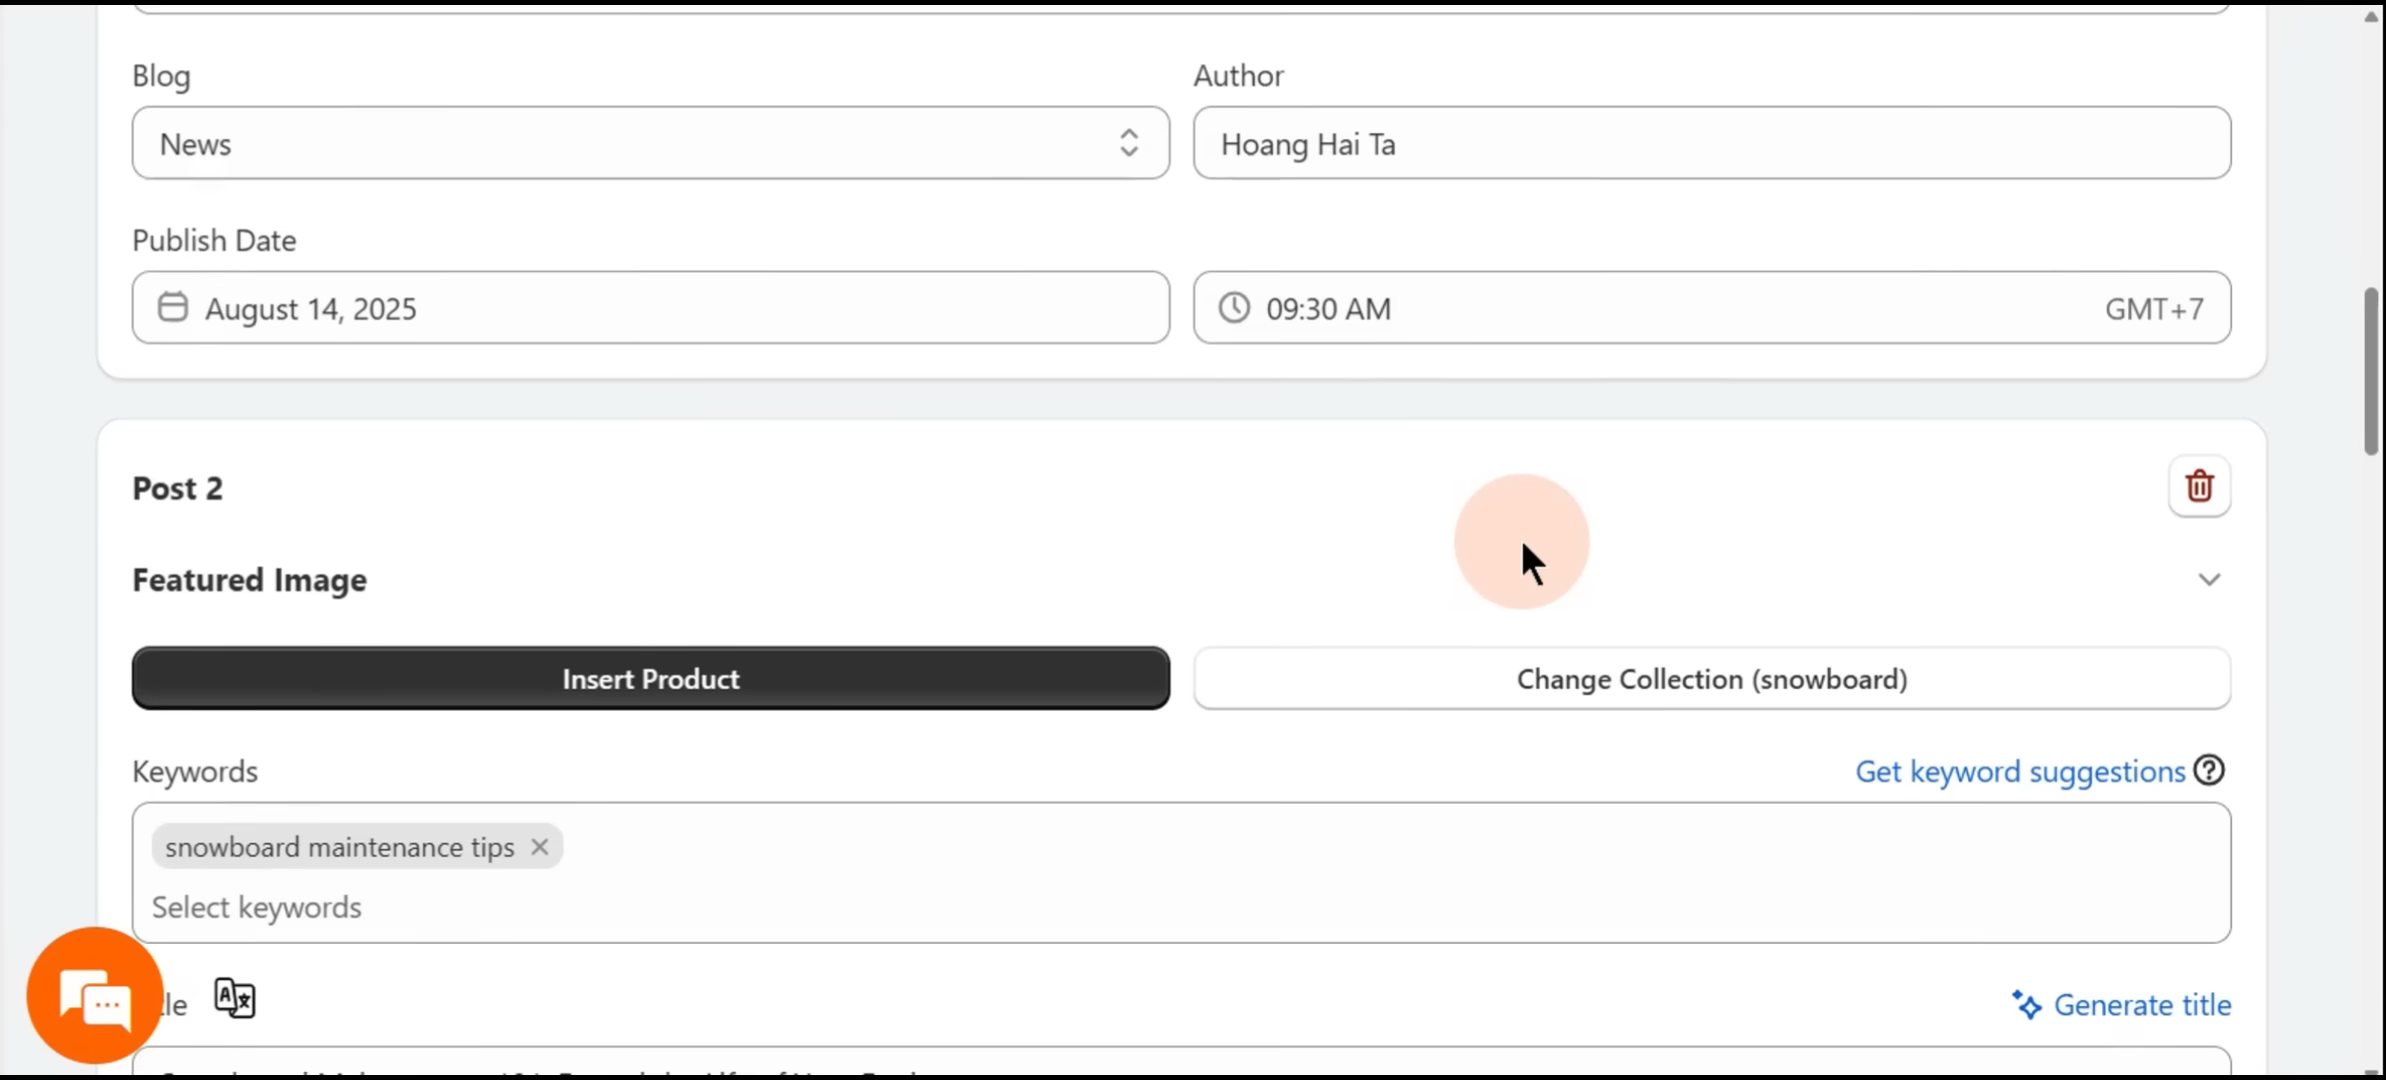 Blog
Author
News
Hoang Hai Ta
Publish Date
August 14, 2025
09:30 AM
GMT+7
Post 2
Featured Image
Insert Product
Change Collection (snowboard)
Keywords
Get keyword suggestions
snowboard maintenance tips
Select keywords
Generate title